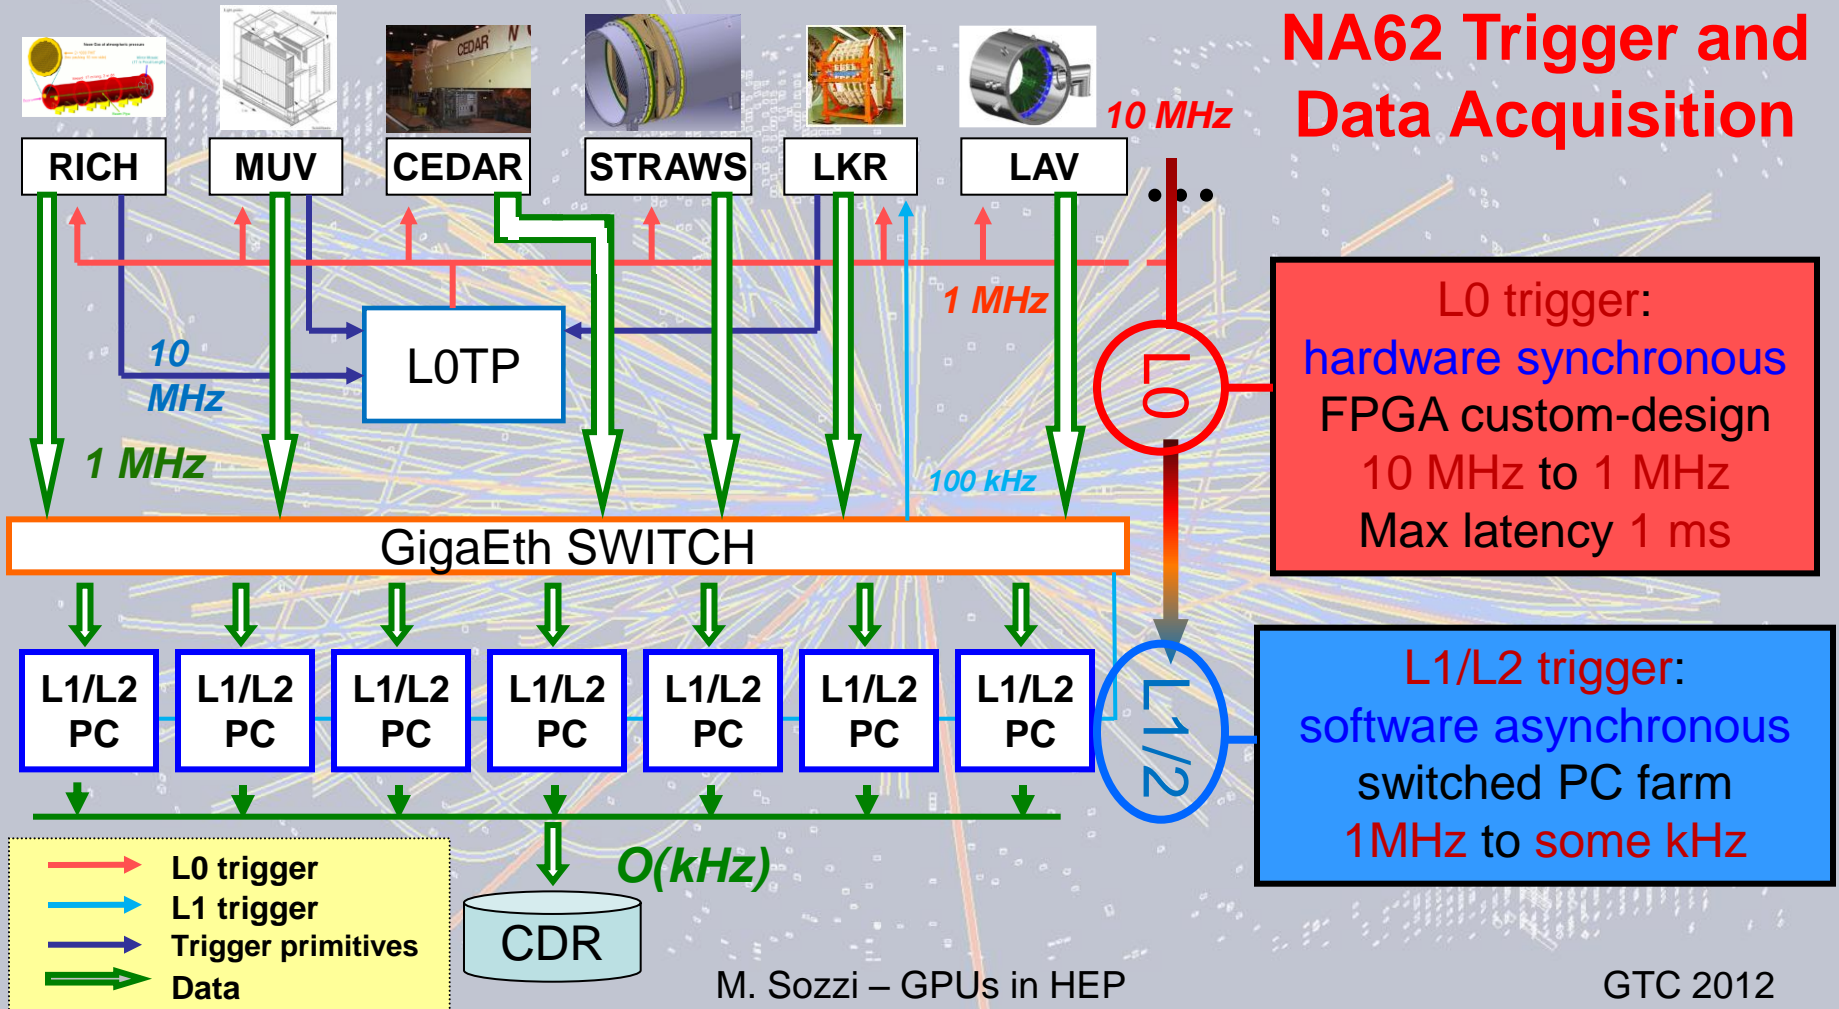 NA62 Trigger and
Data Acquisition
CEDAR
10 MHz
RICH
MUV
CEDAR
STRAWS
LKR
LAV
...
1 MHz
L0TP
10
MHz
1 MHz
100 kHz
L0
L0 trigger:
hardware synchronous
FPGA custom-design
10 MHz to 1 MHz
Max latency 1 ms
GigaEth SWITCH
L1/L2
PC
L1/L2
PC
L1/L2
PC
L1/L2
PC
L1/L2
PC
L1/L2
PC
L1/L2
PC
L1/2
L1/L2 trigger:
software asynchronous
switched PC farm
1MHz to some kHz
O(kHz)
CDR
L0 trigger
L1 trigger
Trigger primitives
Data
M. Sozzi – GPUs in HEP
GTC 2012